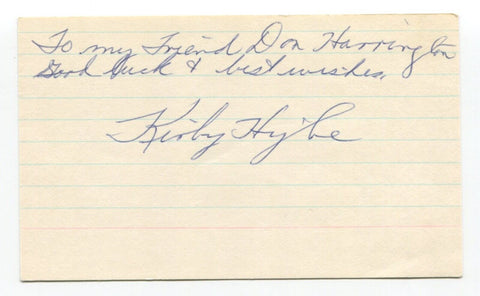 To my Friend Don Harrington
Good Luck & best wishes.
Kirby Higbe